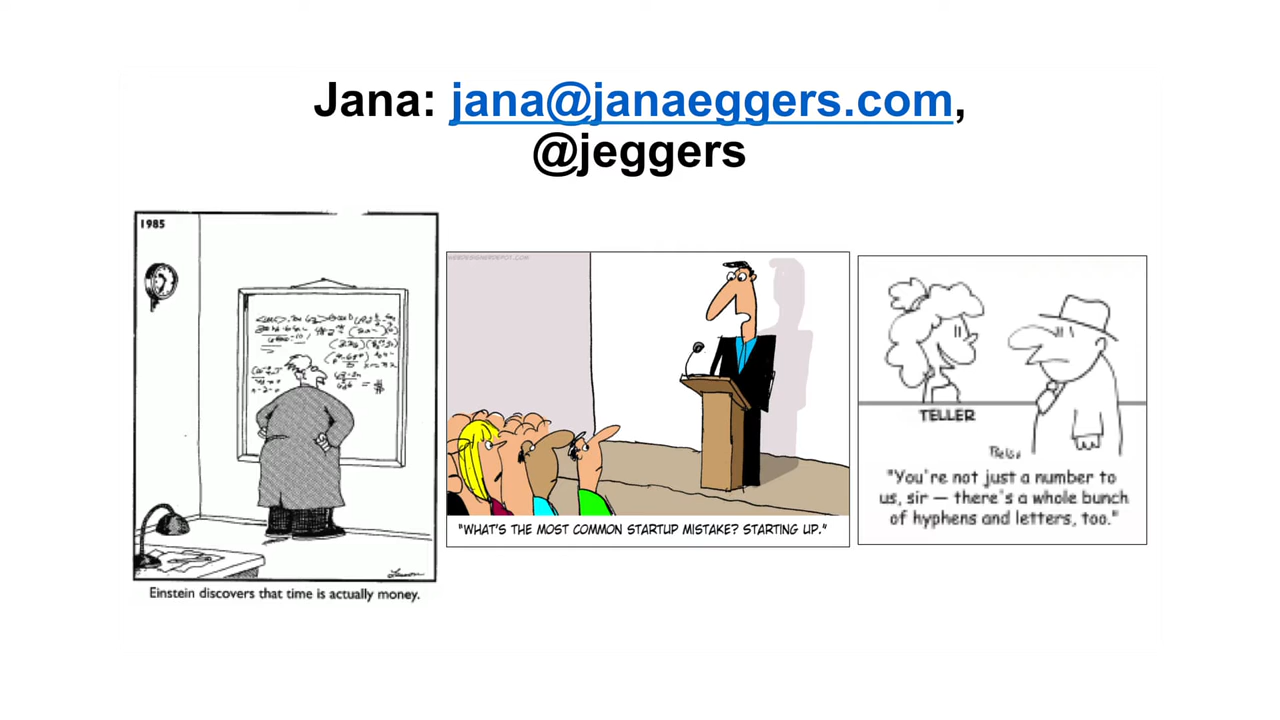 Jana: jana@janaeggers.com,
@jeggers
1985
Einstein discovers that time is actually money.
WEBDESIGNERDEPOT.COM
"WHAT'S THE MOST COMMON STARTUP MISTAKE? STARTING UP."
TELLER
"You're not just a number to
us, sir — there's a whole bunch
of hyphens and letters, too."